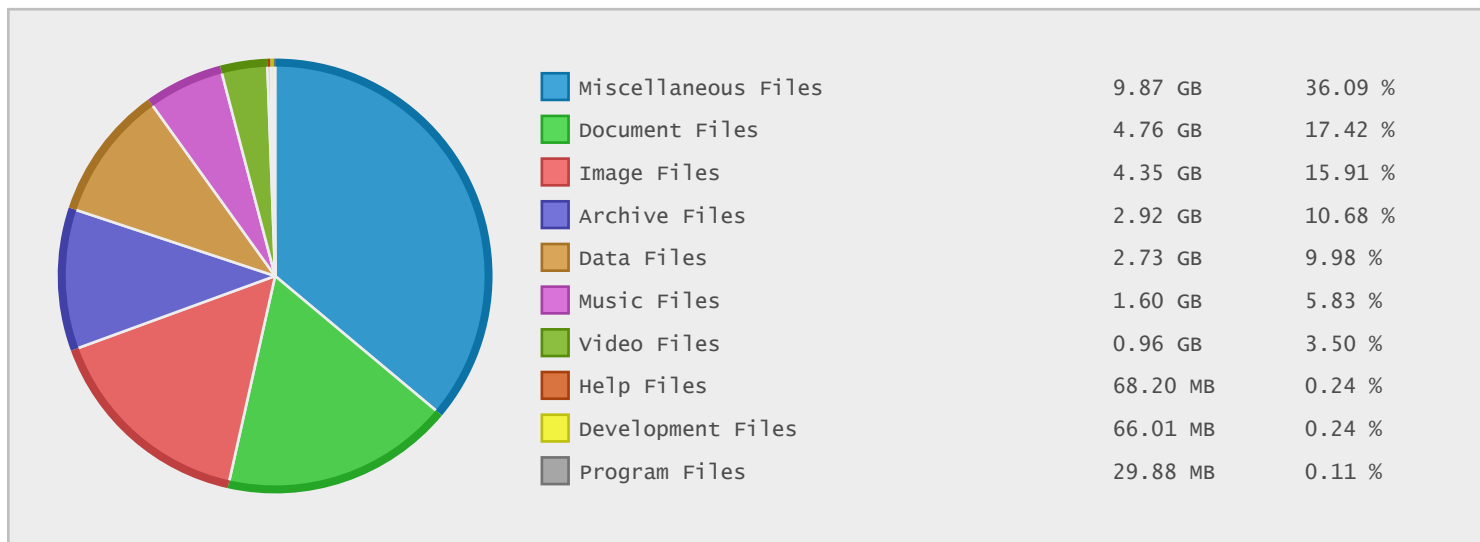 Miscellaneous Files 9.87 GB 36.09 %
Document Files 4.76 GB 17.42 %
Image Files 4.35 GB 15.91 %
Archive Files 2.92 GB 10.68 %
Data Files 2.73 GB 9.98 %
Music Files 1.60 GB 5.83 %
Video Files 0.96 GB 3.50 %
Help Files 68.20 MB 0.24 %
Development Files 66.01 MB 0.24 %
Program Files 29.88 MB 0.11 %